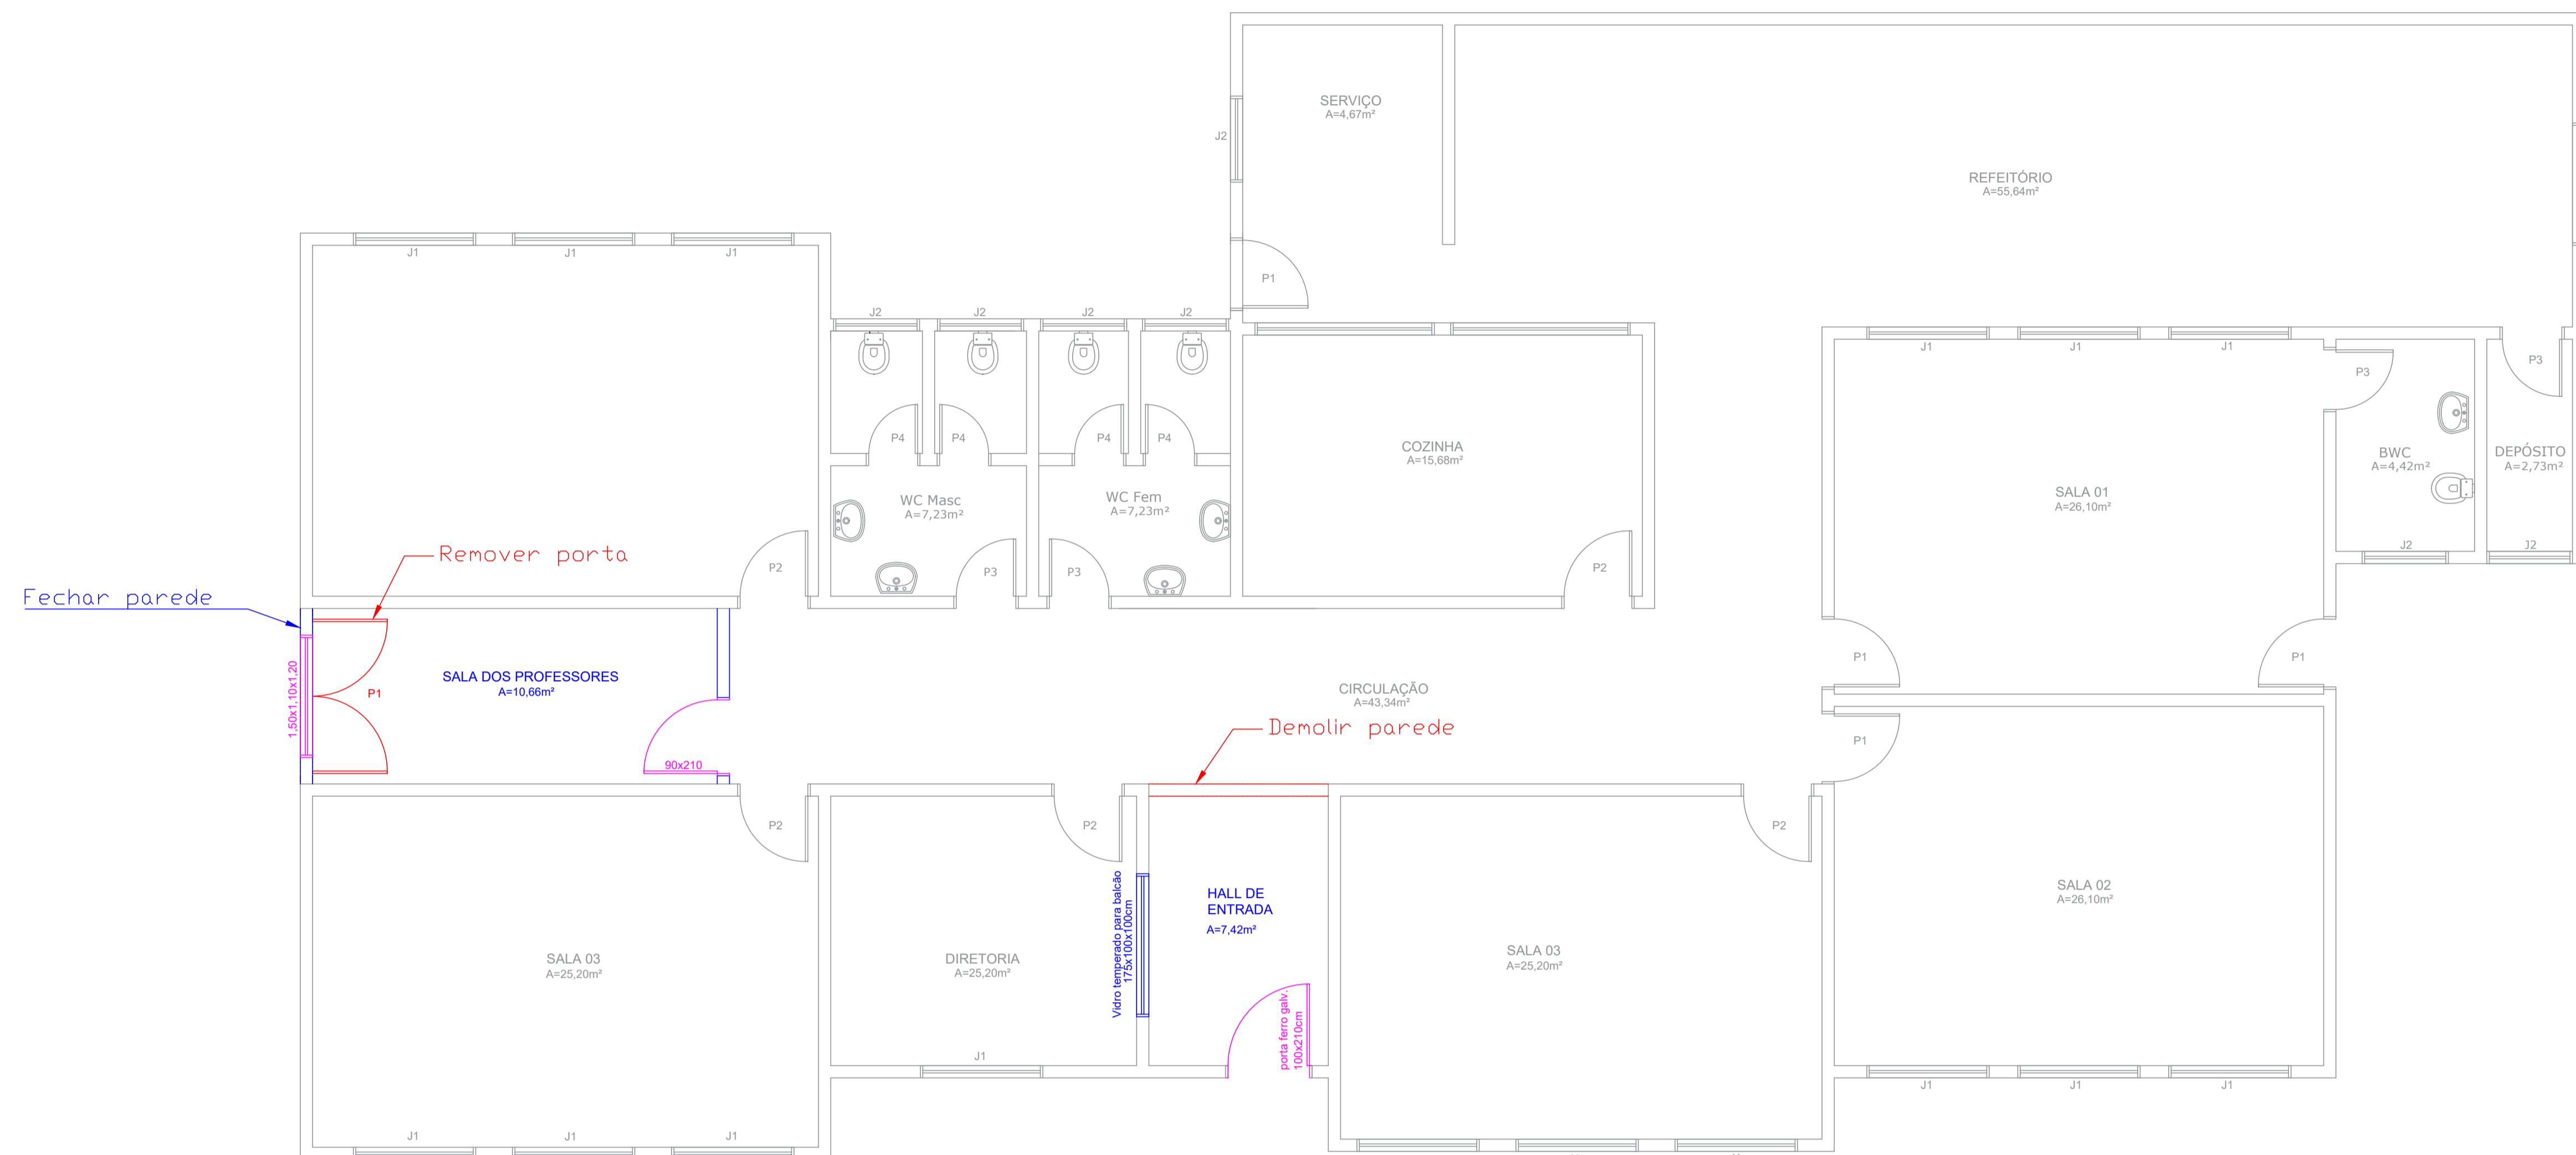 SERVIÇO
A=4,67m²
J2
REFEITÓRIO
A=55,64m²
P1
J1
J1
J1
J2
J2
J2
J2
J1
J1
J1
P3
P3
P4
P4
P4
P4
COZINHA
A=15,68m²
BWC
A=4,42m²
DEPÓSITO
A=2,73m²
WC Masc
A=7,23m²
WC Fem
A=7,23m²
SALA 01
A=26,10m²
J2
J2
Remover porta
P2
P3
P3
P2
Fechar parede
1,50x1,10x1,20
P1
SALA DOS PROFESSORES
A=10,66m²
90x210
CIRCULAÇÃO
A=43,34m²
P1
P1
Demolir parede
P1
P2
P2
P2
Vidro temperado para balcão
175x100x100cm
HALL DE
ENTRADA
A=7,42m²
SALA 02
A=26,10m²
SALA 03
A=25,20m²
DIRETORIA
A=25,20m²
SALA 03
A=25,20m²
porta ferro galv.
100x210cm
J1
J1
J1
J1
J1
J1
J1